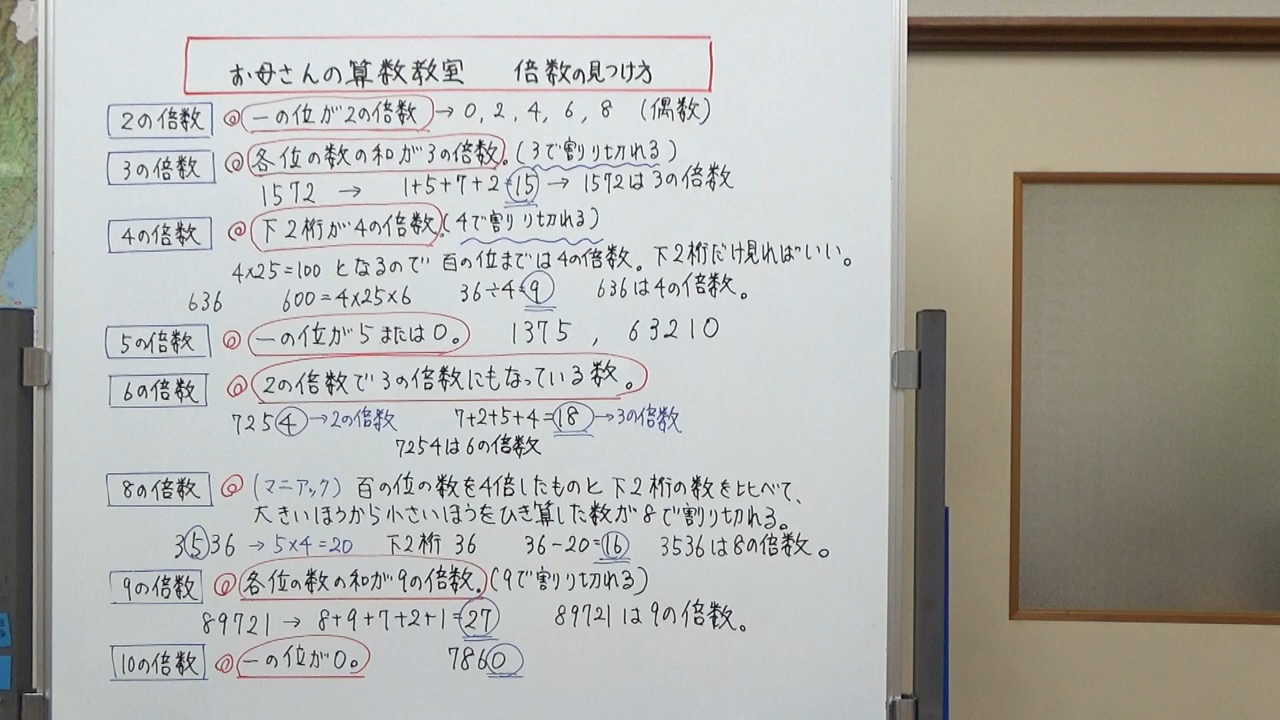 お母さんの算数教室 倍数の見つけ方
2の倍数 ◎ 一の位が2の倍数 → 0, 2, 4, 6, 8 (偶数)
3の倍数 ◎ 各位の数の和が3の倍数。(3で割り切れる)
1572 → 1+5+7+2=15 → 1572は3の倍数
4の倍数 ◎ 下2桁が4の倍数。(4で割り切れる)
4×25=100 となるので 百の位までは4の倍数。下2桁だけ見ればいい。
636 600=4×25×6 36÷4=9 636は4の倍数。
5の倍数 ◎ 一の位が5または0。 1375 , 63210
6の倍数 ◎ 2の倍数で3の倍数にもなっている数。
7254→2の倍数 7+2+5+4=18→3の倍数
7254は6の倍数
8の倍数 ◎ (マニアック) 百の位の数を4倍したものと下2桁の数を比べて、
大きいほうから小さいほうをひき算した数が8で割り切れる。
3536 → 5×4=20 下2桁 36 36-20=16 3536は8の倍数。
9の倍数 ◎ 各位の数の和が9の倍数。(9で割り切れる)
89721 → 8+9+7+2+1=27 89721は9の倍数。
10の倍数 ◎ 一の位が0。 7860